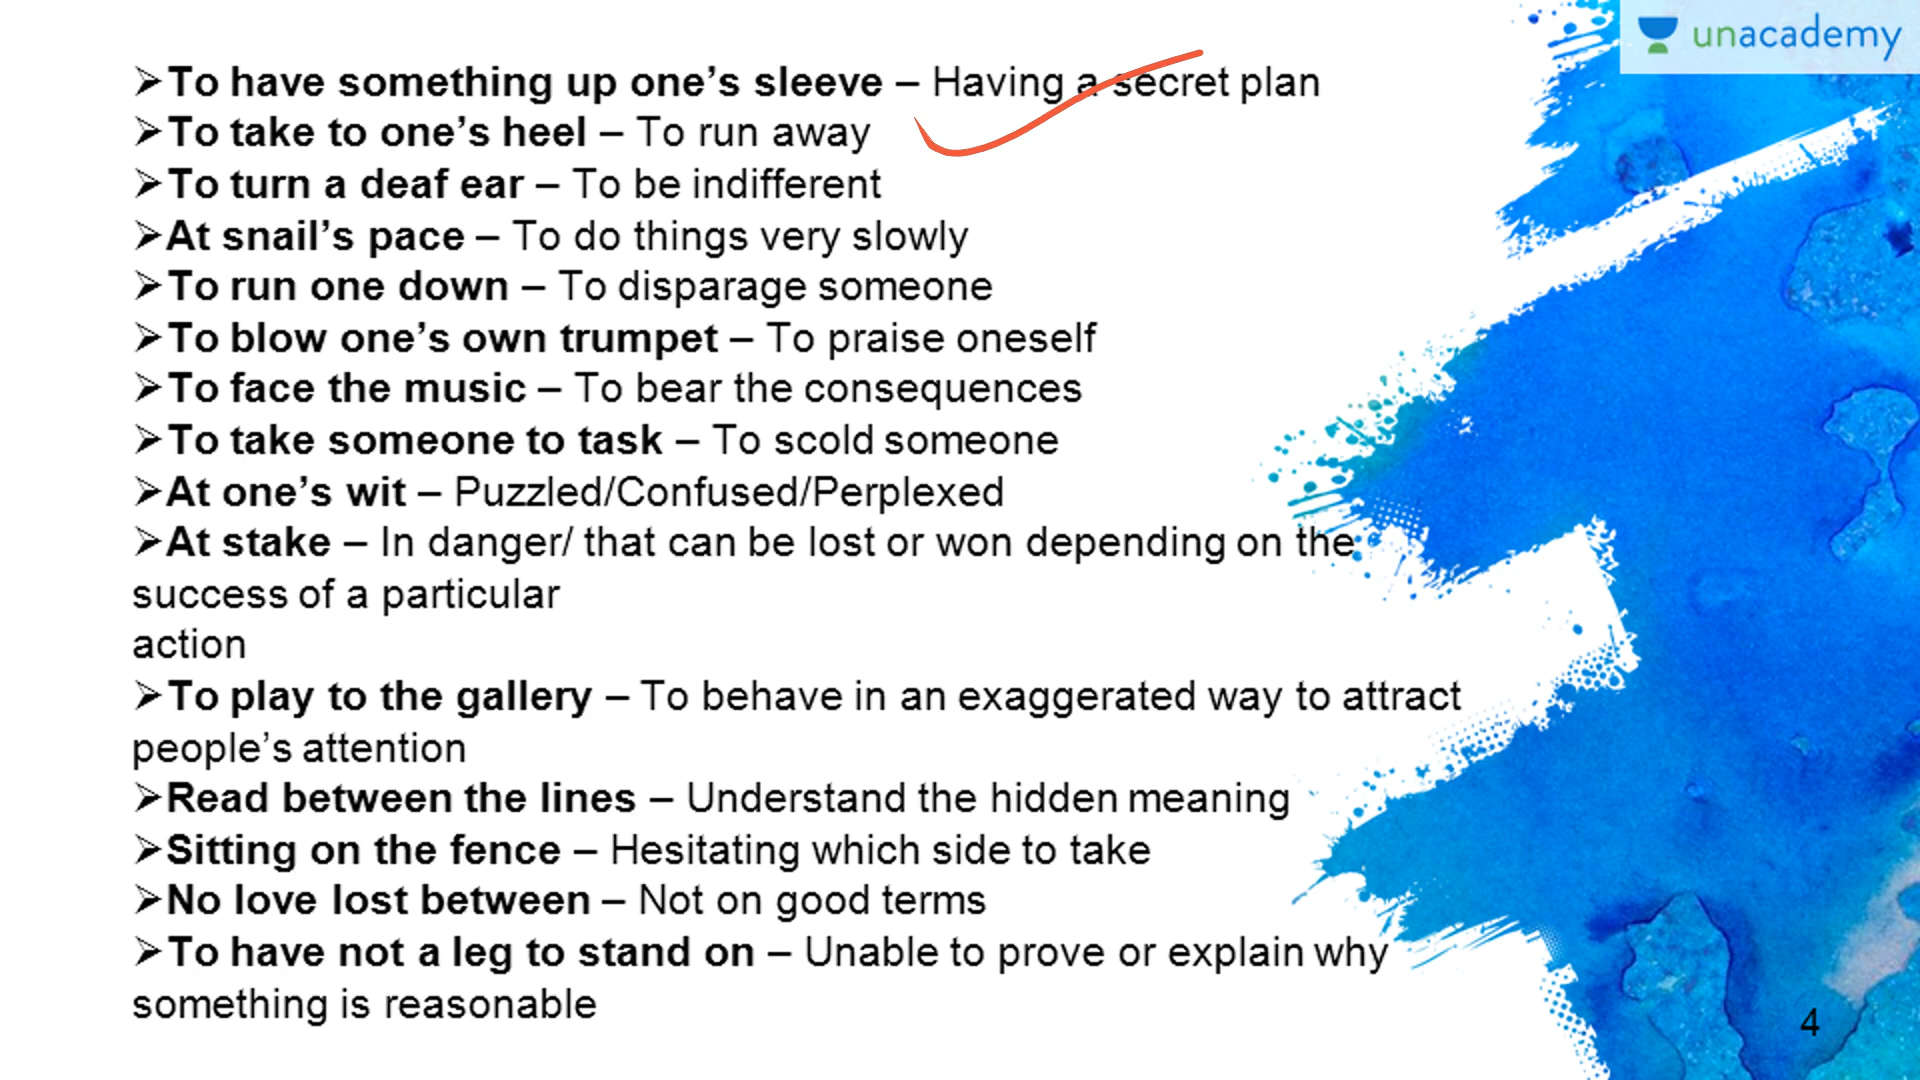 unacademy
➢To have something up one’s sleeve – Having a secret plan
➢To take to one’s heel – To run away
➢To turn a deaf ear – To be indifferent
➢At snail’s pace – To do things very slowly
➢To run one down – To disparage someone
➢To blow one’s own trumpet – To praise oneself
➢To face the music – To bear the consequences
➢To take someone to task – To scold someone
➢At one’s wit – Puzzled/Confused/Perplexed
➢At stake – In danger/ that can be lost or won depending on the
success of a particular
action
➢To play to the gallery – To behave in an exaggerated way to attract
people’s attention
➢Read between the lines – Understand the hidden meaning
➢Sitting on the fence – Hesitating which side to take
➢No love lost between – Not on good terms
➢To have not a leg to stand on – Unable to prove or explain why
something is reasonable
4